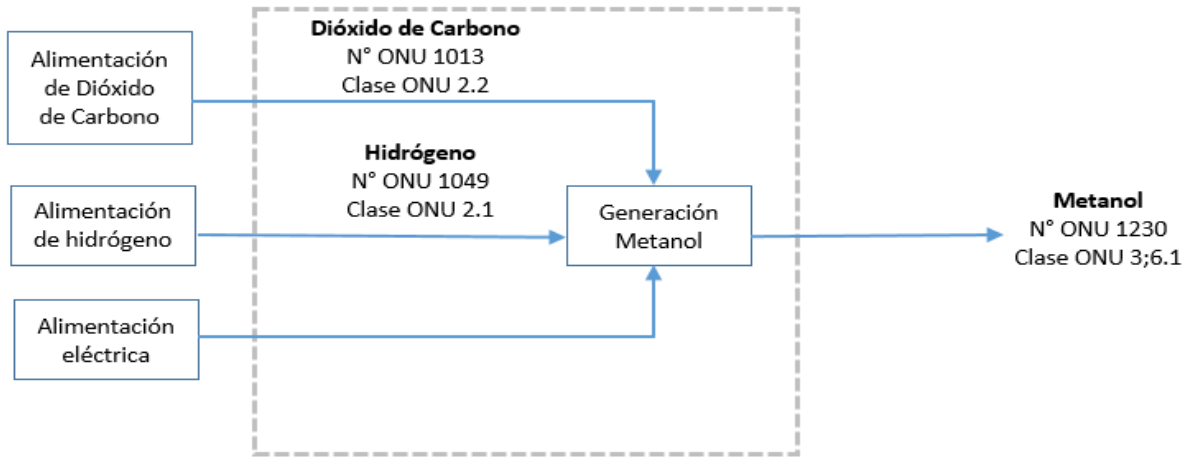 Alimentación
de Dióxido
de Carbono
Dióxido de Carbono
N° ONU 1013
Clase ONU 2.2
Alimentación
de hidrógeno
Hidrógeno
N° ONU 1049
Clase ONU 2.1
Generación
Metanol
Metanol
N° ONU 1230
Clase ONU 3;6.1
Alimentación
eléctrica